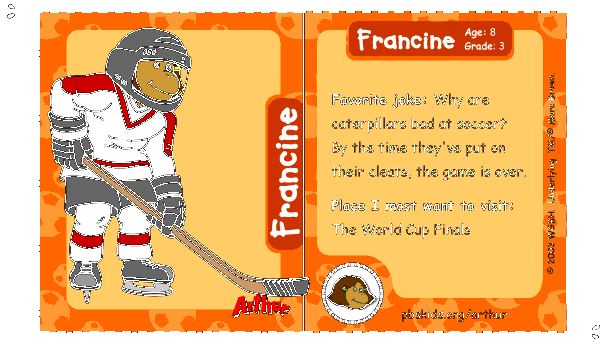 Francine
Arthur
Francine
Age: 8
Grade: 3
Favorite joke: Why are
caterpillars bad at soccer?
By the time they've put on
their cleats, the game is over.
Place I most want to visit:
The World Cup Finals
pbskids.org/arthur